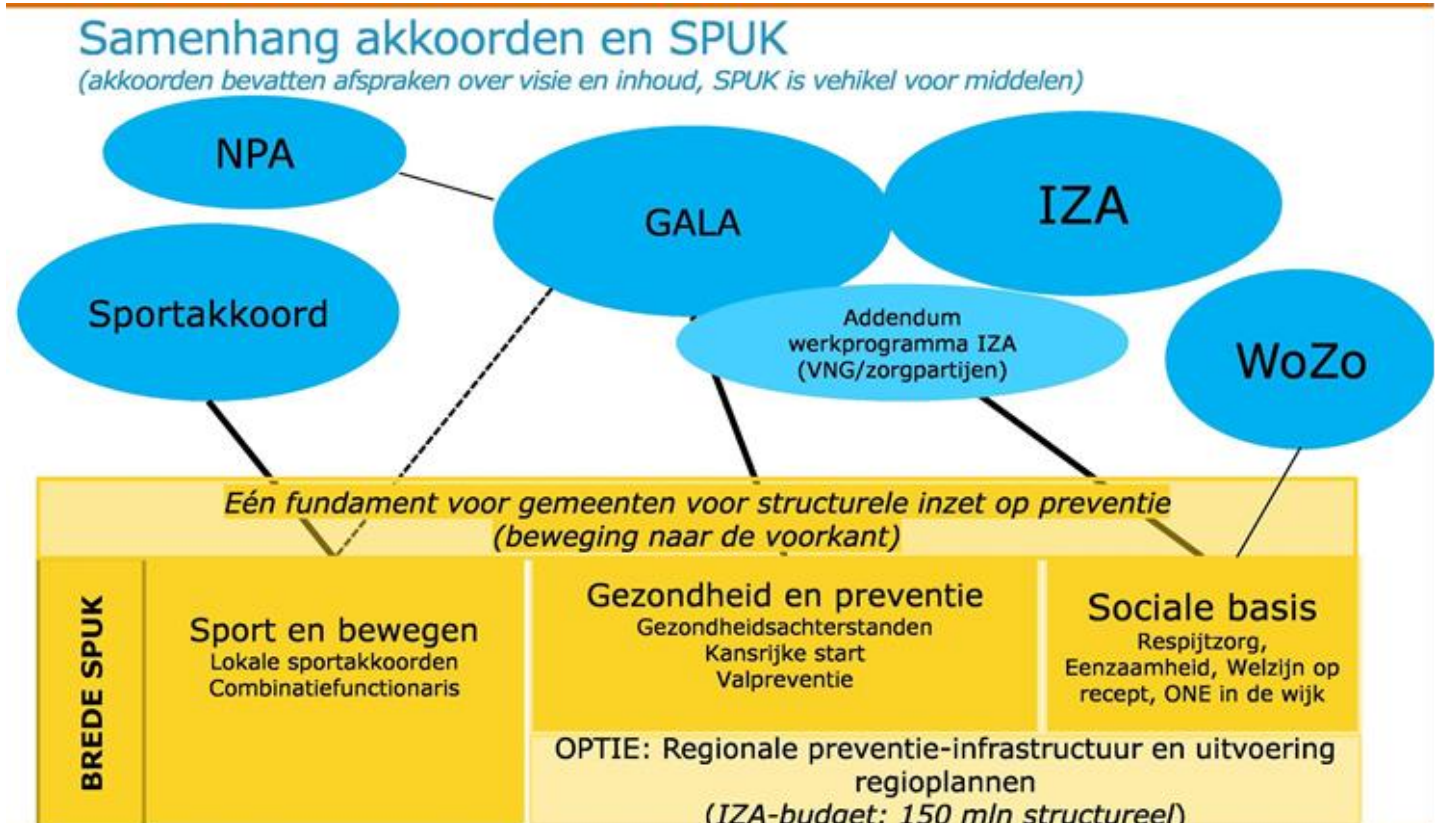 Samenhang akkoorden en SPUK
(akkoorden bevatten afspraken over visie en inhoud, SPUK is vehikel voor middelen)
NPA
GALA
IZA
Sportakkoord
Addendum
werkprogramma IZA
(VNG/zorgpartijen)
WoZo
Eén fundament voor gemeenten voor structurele inzet op preventie
(beweging naar de voorkant)
BREDE SPUK
Sport en bewegen
Lokale sportakkoorden
Combinatiefunctionaris
Gezondheid en preventie
Gezondheidsachterstanden
Kansrijke start
Valpreventie
Sociale basis
Respijtzorg,
Eenzaamheid, Welzijn op
recept, ONE in de wijk
OPTIE: Regionale preventie-infrastructuur en uitvoering
regioplannen
(IZA-budget: 150 mln structureel)